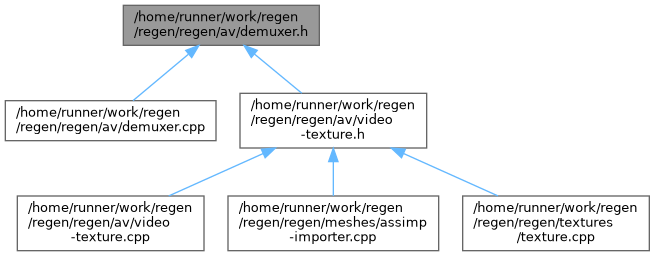 /home/runner/work/regen
/regen/regen/av/demuxer.h
/home/runner/work/regen
/regen/regen/av/demuxer.cpp
/home/runner/work/regen
/regen/regen/av/video
-texture.h
/home/runner/work/regen
/regen/regen/av/video
-texture.cpp
/home/runner/work/regen
/regen/regen/meshes/assimp
-importer.cpp
/home/runner/work/regen
/regen/regen/textures
/texture.cpp